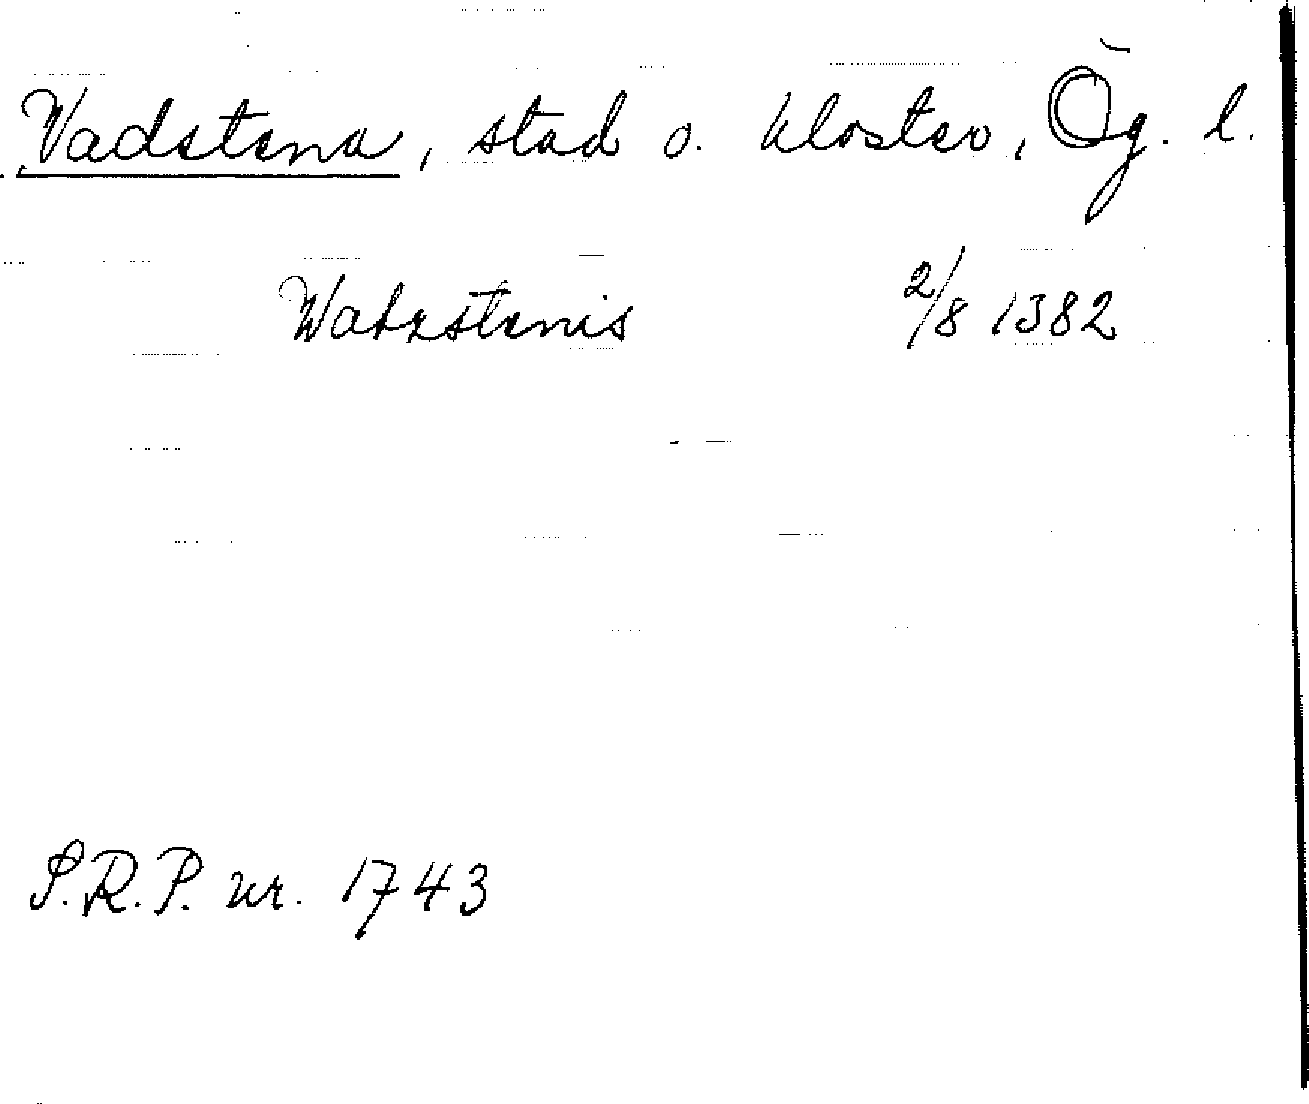 Vadstena, stad o. kloster, Ög. l.
Watzstenis 2/8 1382
S.R.P. nr. 1743